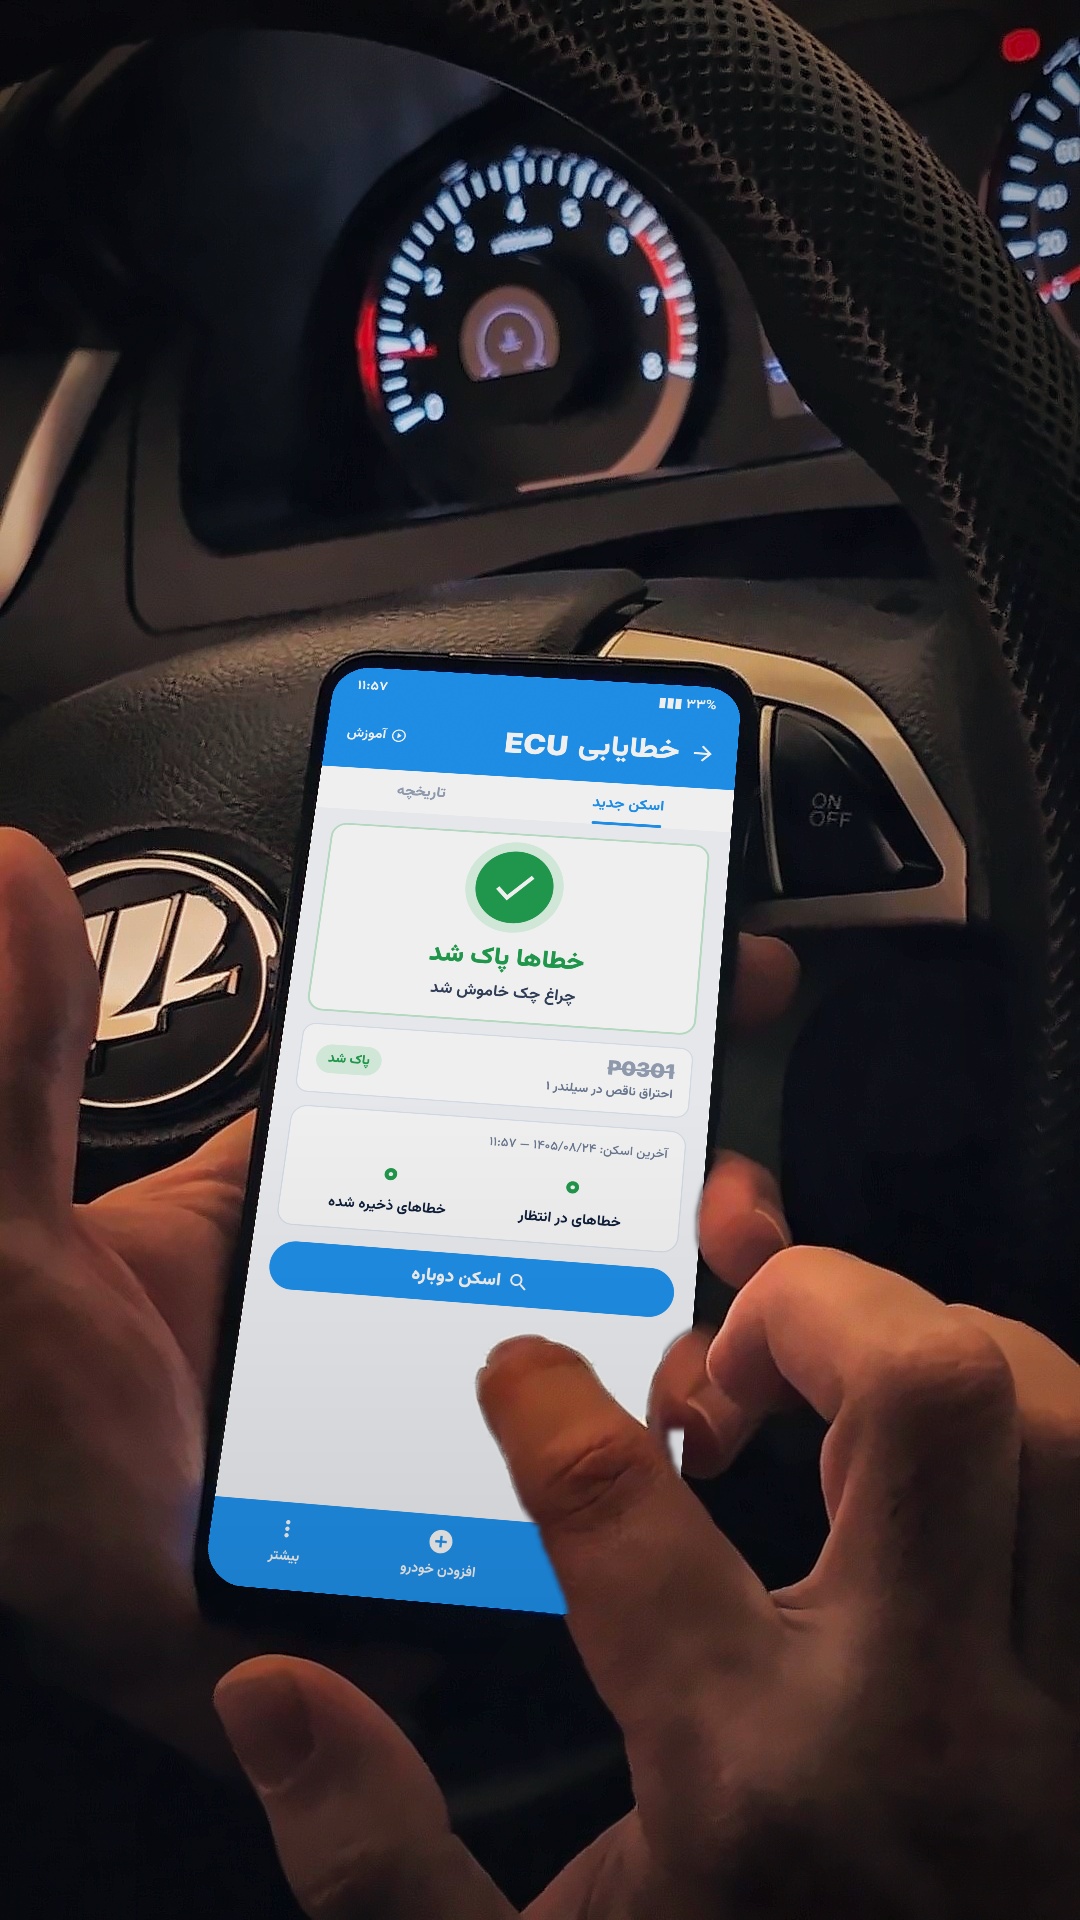 0
1
2
3
4
5
6
7
8
60
40
20
0
ON
OFF
۱۱:۵۷
۳۳%
خطایابی ECU
آموزش
اسکن جدید
تاریخچه
خطاها پاک شد
چراغ چک خاموش شد
P0301
پاک شد
احتراق ناقص در سیلندر ۱
آخرین اسکن: ۱۴۰۵/۰۸/۲۴ – ۱۱:۵۷
خطاهای در انتظار
خطاهای ذخیره شده
اسکن دوباره
افزودن خودرو
بیشتر